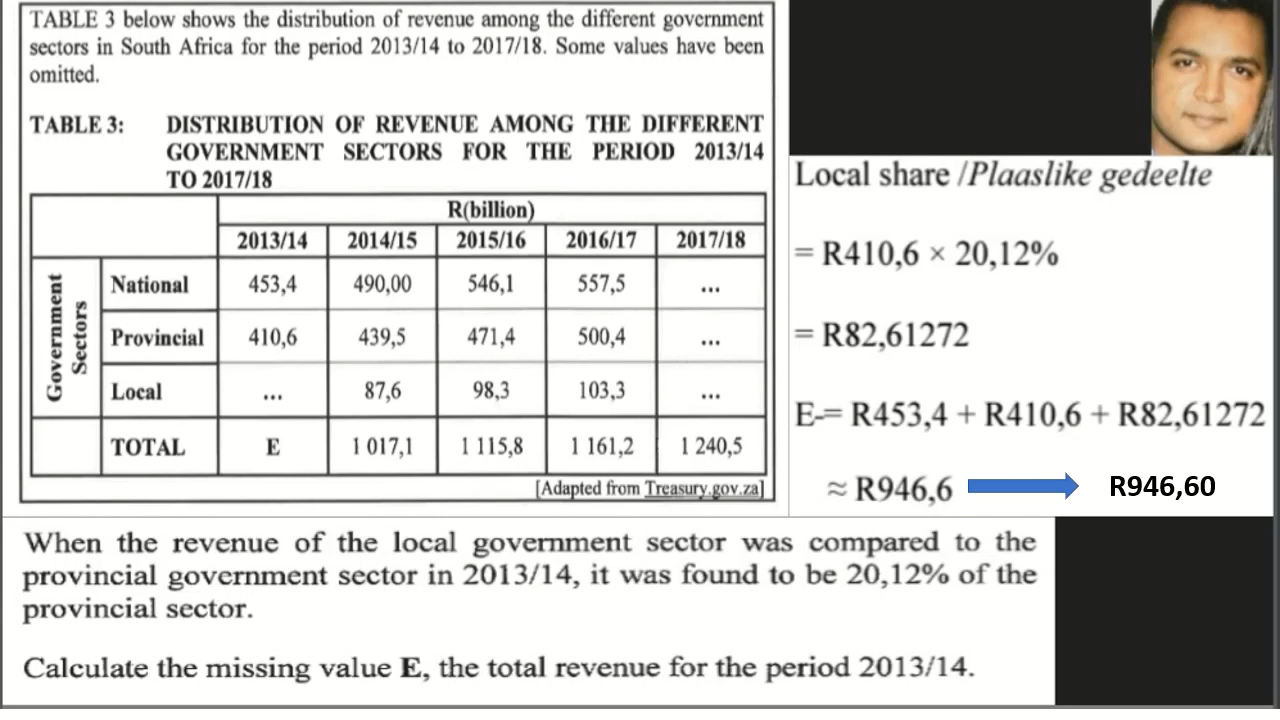 TABLE 3 below shows the distribution of revenue among the different government
sectors in South Africa for the period 2013/14 to 2017/18. Some values have been
omitted.
TABLE 3: DISTRIBUTION OF REVENUE AMONG THE DIFFERENT
GOVERNMENT SECTORS FOR THE PERIOD 2013/14
TO 2017/18
R(billion)
2013/14 2014/15 2015/16 2016/17 2017/18
Government
Sectors
National 453,4 490,00 546,1 557,5 ...
Provincial 410,6 439,5 471,4 500,4 ...
Local ... 87,6 98,3 103,3 ...
TOTAL E 1 017,1 1 115,8 1 161,2 1 240,5
[Adapted from Treasury.gov.za]
Local share /Plaaslike gedeelte
= R410,6 × 20,12%
= R82,61272
E-= R453,4 + R410,6 + R82,61272
≈ R946,6 R946,60
When the revenue of the local government sector was compared to the
provincial government sector in 2013/14, it was found to be 20,12% of the
provincial sector.
Calculate the missing value E, the total revenue for the period 2013/14.